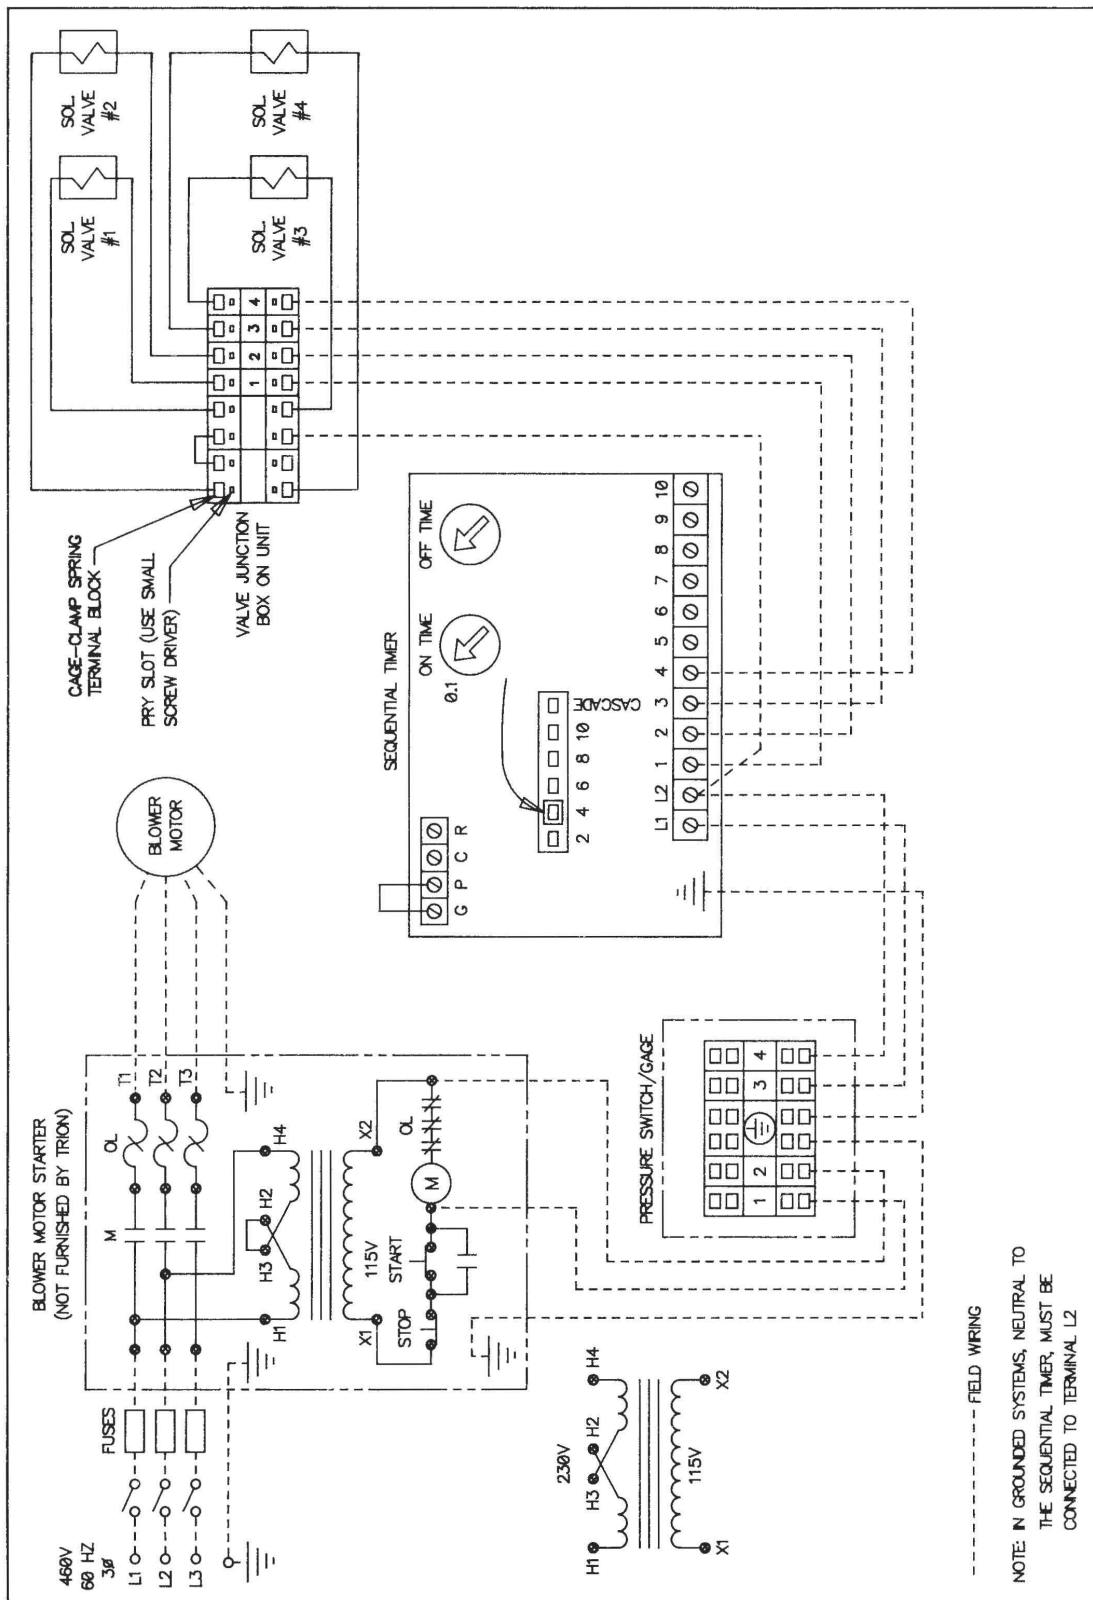 460V
60 HZ
3Ø
L1
L2
L3
FUSES
BLOWER MOTOR STARTER
(NOT FURNISHED BY TRION)
M
OL
T1
T2
T3
BLOWER
MOTOR
H1
H3
H2
H4
X1
115V
X2
STOP
START
M
OL
230V
H1
H3
H2
H4
X1
115V
X2
PRESSURE SWITCH/GAGE
1
2
3
4
SEQUENTIAL TIMER
G
P
C
R
ON TIME
0.1
OFF TIME
2
4
6
8
10
CASCADE
L1
L2
1
2
3
4
5
6
7
8
9
10
CAGE-CLAMP SPRING
TERMINAL BLOCK
PRY SLOT (USE SMALL
SCREW DRIVER)
VALVE JUNCTION
BOX ON UNIT
1
2
3
4
SOL.
VALVE
#1
SOL.
VALVE
#2
SOL.
VALVE
#3
SOL.
VALVE
#4
FIELD WIRING
NOTE: IN GROUNDED SYSTEMS, NEUTRAL TO
THE SEQUENTIAL TIMER, MUST BE
CONNECTED TO TERMINAL L2